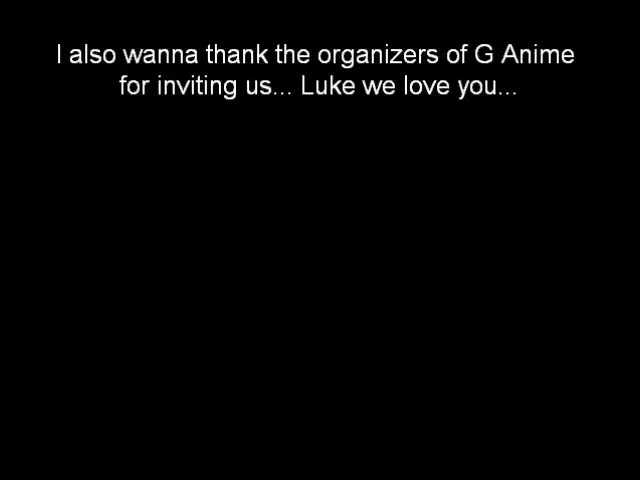 I also wanna thank the organizers of G Anime
for inviting us... Luke we love you...